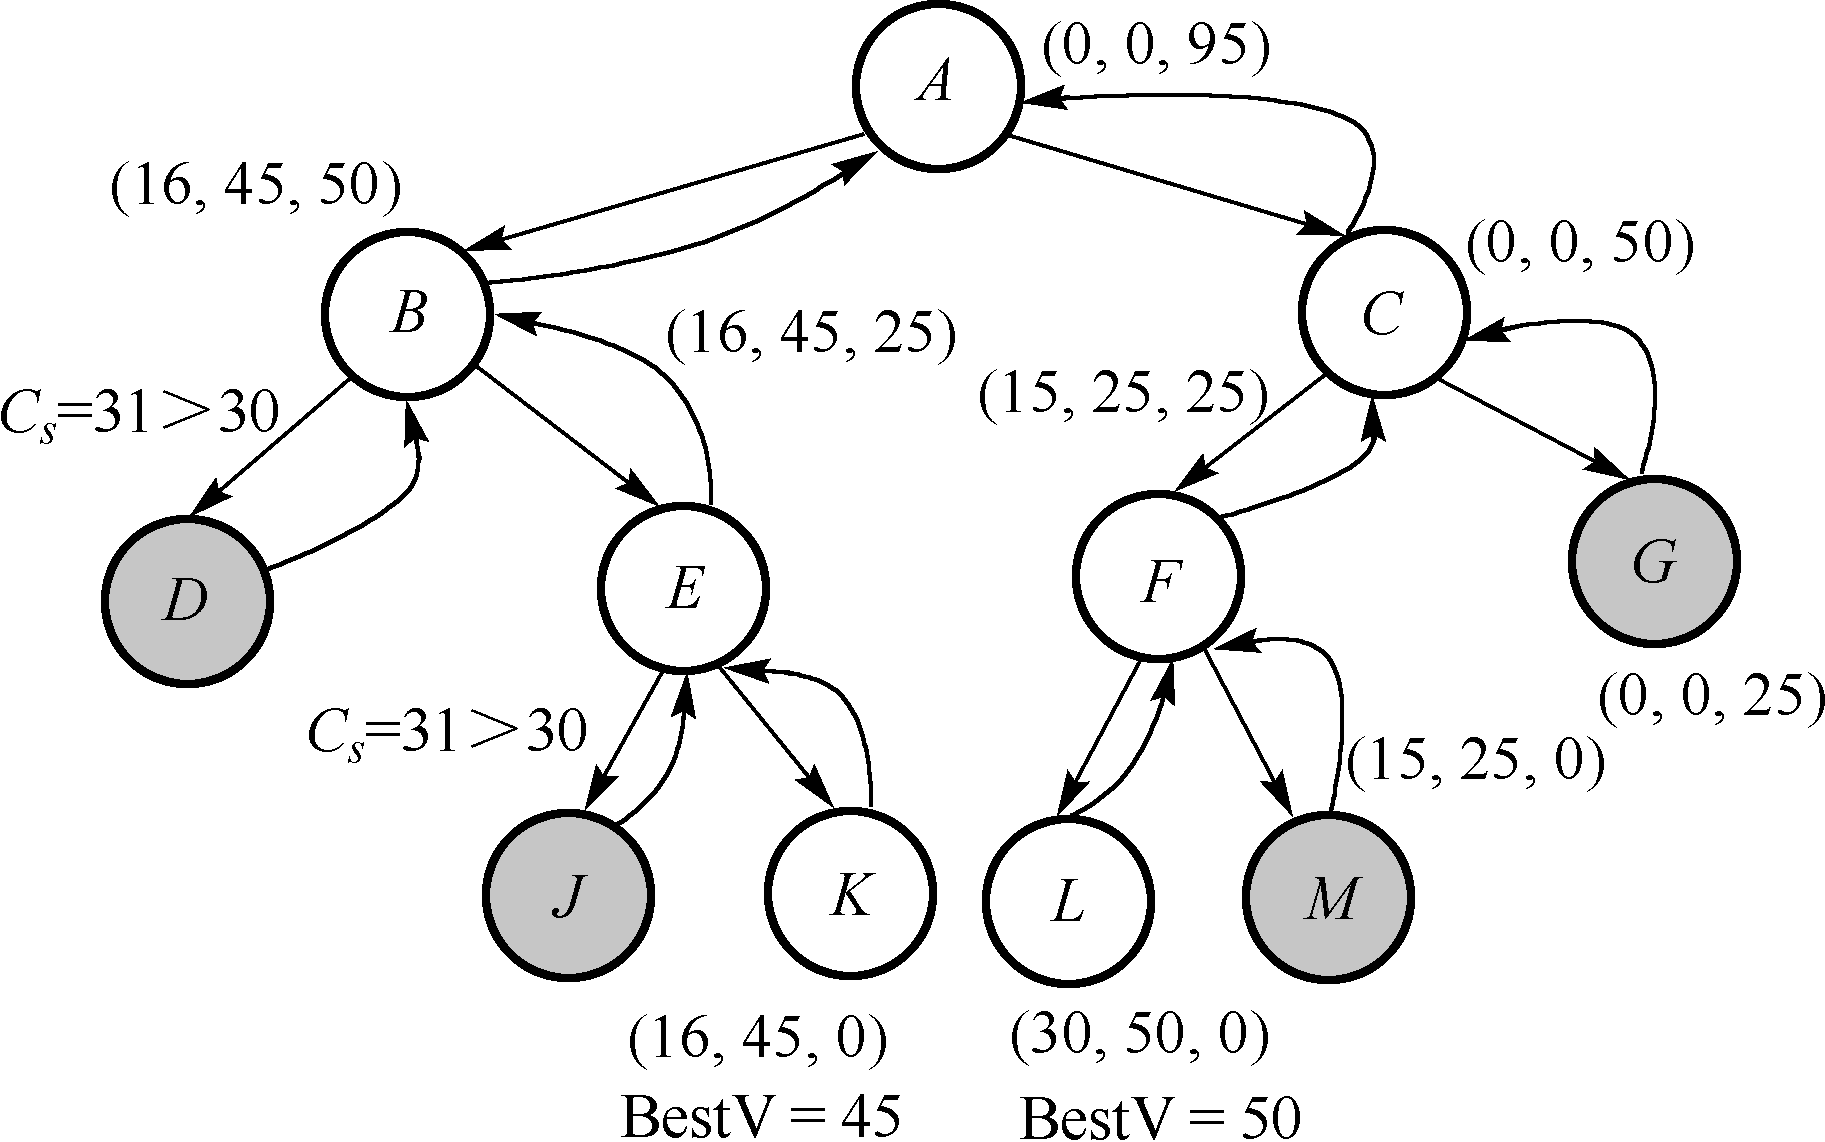 A
(0, 0, 95)
(16, 45, 50)
B
C
(0, 0, 50)
(16, 45, 25)
(15, 25, 25)
C_s=31＞30
D
E
F
G
(0, 0, 25)
C_s=31＞30
(15, 25, 0)
J
K
L
M
(16, 45, 0)
BestV = 45
(30, 50, 0)
BestV = 50